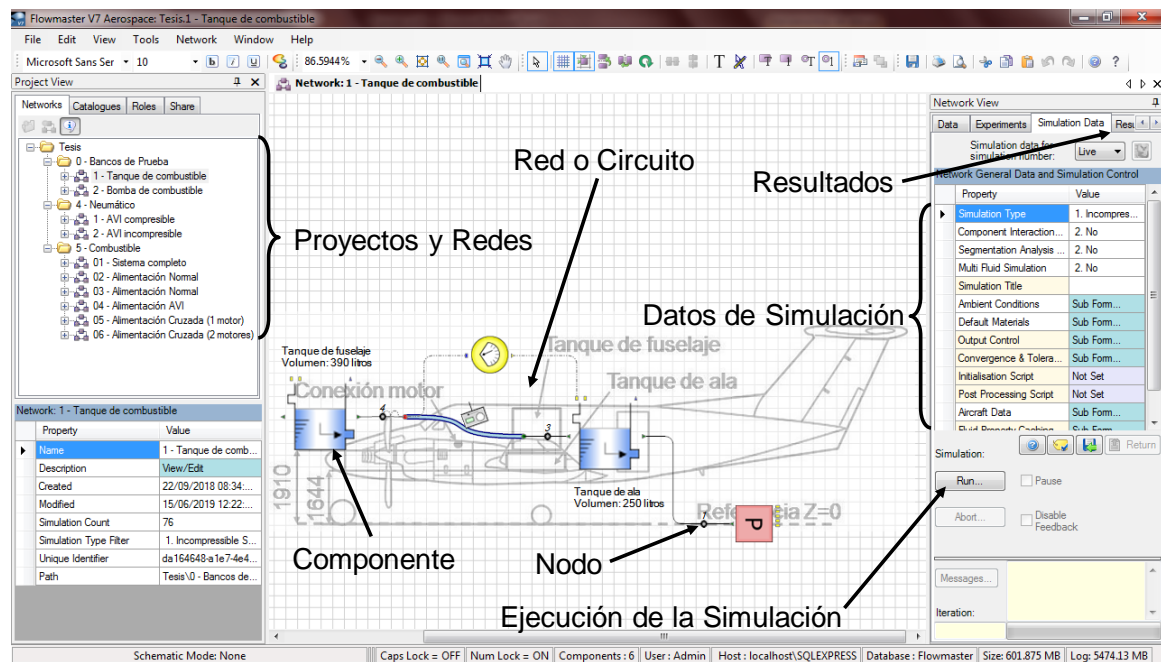 Flowmaster V7 Aerospace: Tesis.1 - Tanque de combustible
File Edit View Tools Network Window Help
Microsoft Sans Ser 10 b I U 86.5944%
Project View
Network: 1 - Tanque de combustible
Networks Catalogues Roles Share
Tesis
0 - Bancos de Prueba
1 - Tanque de combustible
2 - Bomba de combustible
4 - Neumático
1 - AVI compresible
2 - AVI incompresible
5 - Combustible
01 - Sistema completo
02 - Alimentación Normal
03 - Alimentación Normal
04 - Alimentación AVI
05 - Alimentación Cruzada (1 motor)
06 - Alimentación Cruzada (2 motores)
Proyectos y Redes
Network: 1 - Tanque de combustible
Property Value
Name 1 - Tanque de comb...
Description View/Edit
Created 22/09/2018 08:34:...
Modified 15/06/2019 12:22:...
Simulation Count 76
Simulation Type Filter 1. Incompressible S...
Unique Identifier da164648-a1e7-4e4...
Path Tesis\0 - Bancos de...
Red o Circuito
Resultados
Datos de Simulación
Tanque de fuselaje
Volumen: 390 litros
Tanque de fuselaje
Conexión motor
Tanque de ala
4
3
1910
1644
Tanque de ala
Volumen: 250 litros
Referencia Z=0
1
P
Componente
Nodo
Ejecución de la Simulación
Network View
Data Experiments Simulation Data
Simulation data for
simulation number: Live
Network General Data and Simulation Control
Property Value
Simulation Type 1. Incompres...
Component Interaction... 2. No
Segmentation Analysis ... 2. No
Multi Fluid Simulation 2. No
Simulation Title
Ambient Conditions Sub Form...
Default Materials Sub Form...
Output Control Sub Form...
Convergence & Tolera... Sub Form...
Initialisation Script Not Set
Post Processing Script Not Set
Aircraft Data Sub Form...
Fluid Property Caching Sub Form
Simulation: Return
Run... Pause
Abort... Disable
Feedback
Messages...
Iteration:
Schematic Mode: None Caps Lock = OFF Num Lock = ON Components : 6 User : Admin Host : localhost\SQLEXPRESS Database : Flowmaster Size: 601.875 MB Log: 5474.13 MB